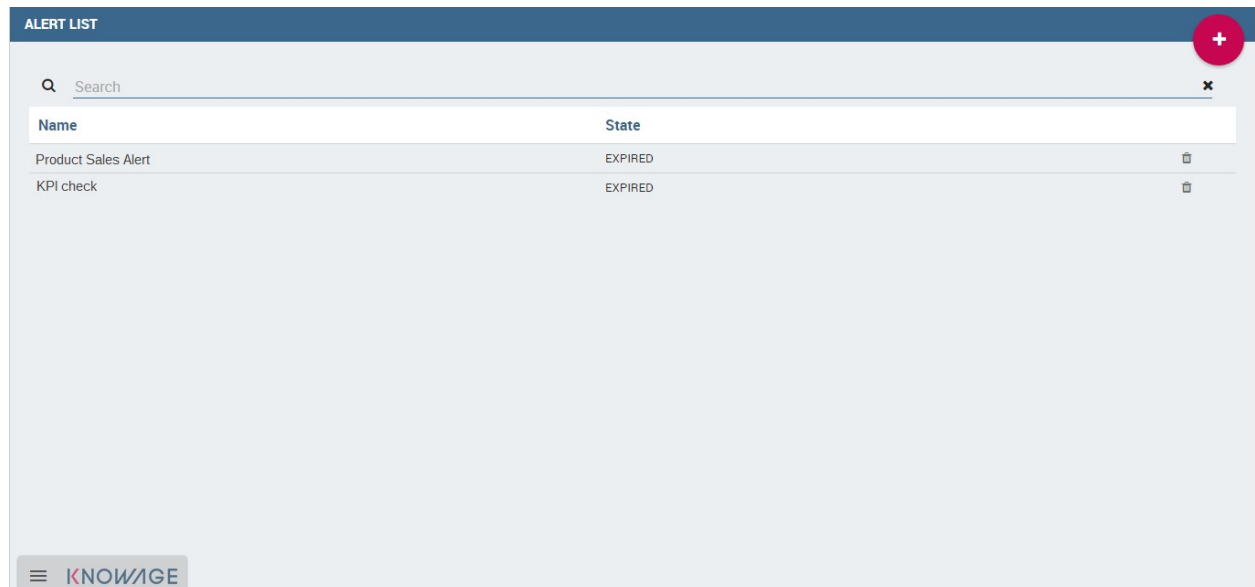 ALERT LIST
+
Search
Name State
Product Sales Alert EXPIRED
KPI check EXPIRED
KNOWAGE